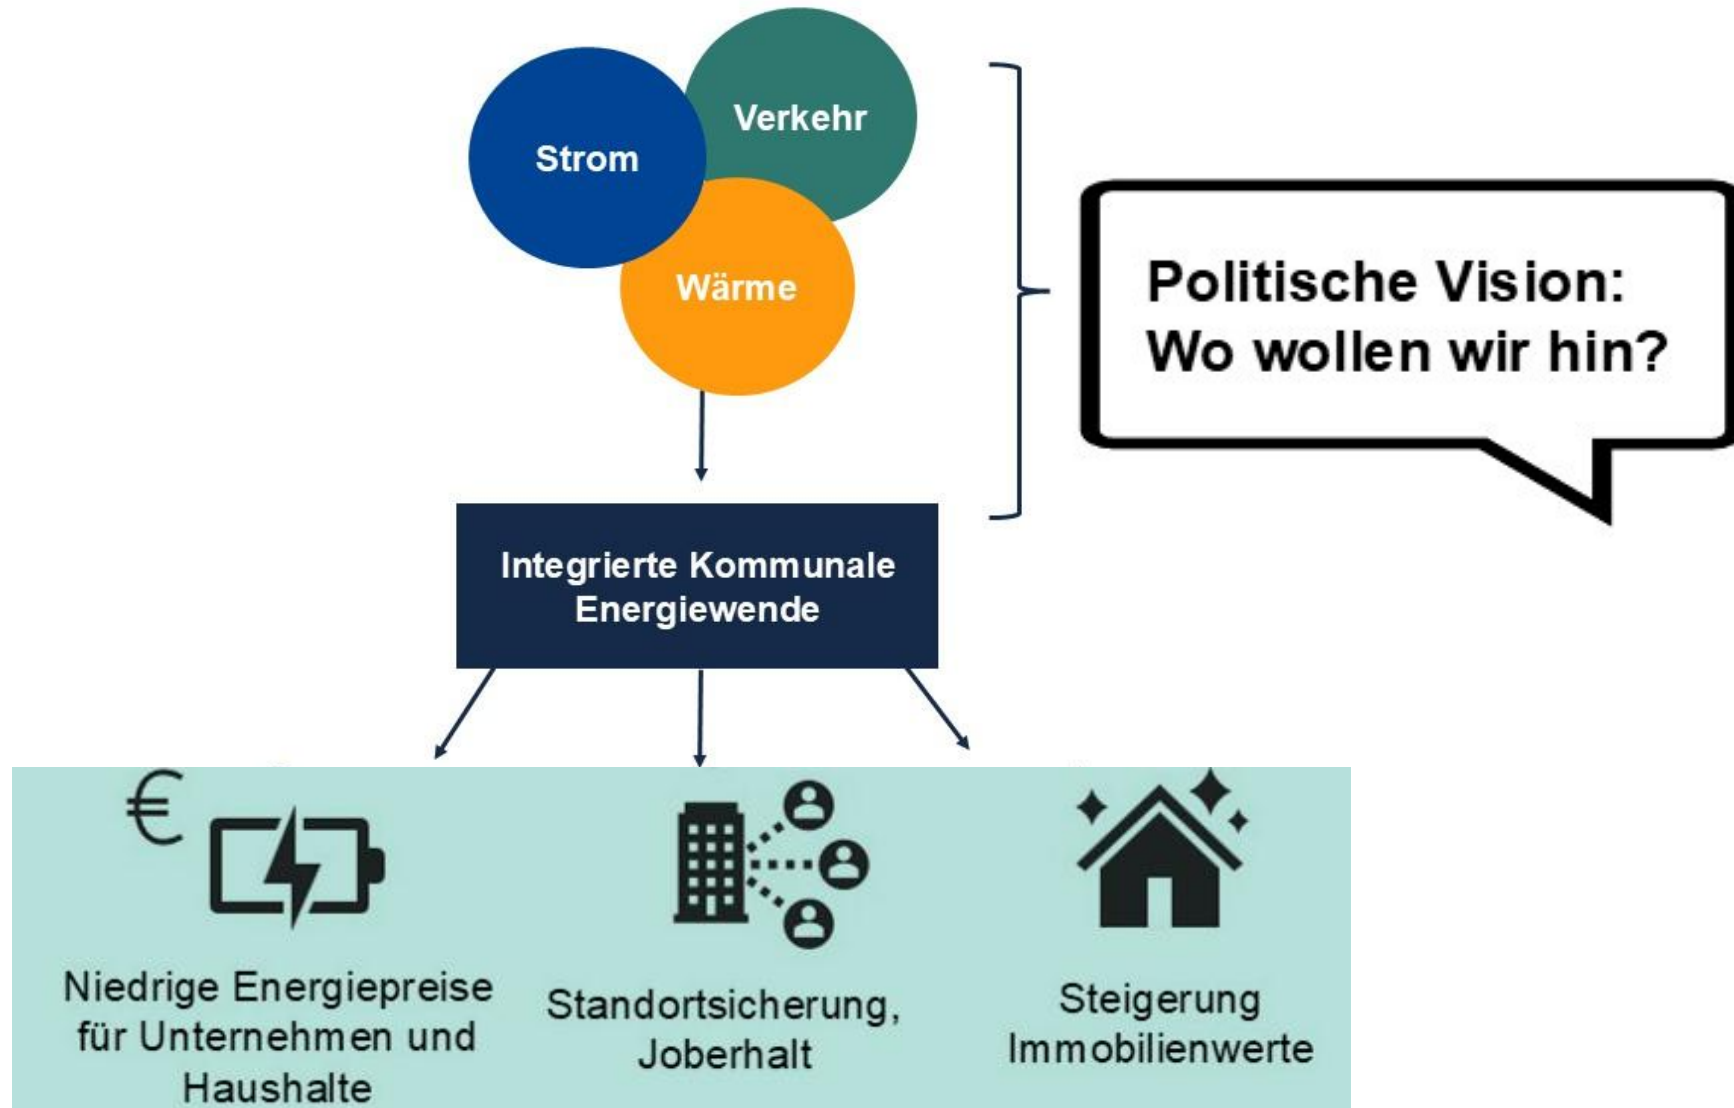 Verkehr
Strom
Wärme
Politische Vision:
Wo wollen wir hin?
Integrierte Kommunale
Energiewende
€
Niedrige Energiepreise
für Unternehmen und
Haushalte
Standortsicherung,
Joberhalt
Steigerung
Immobilienwerte